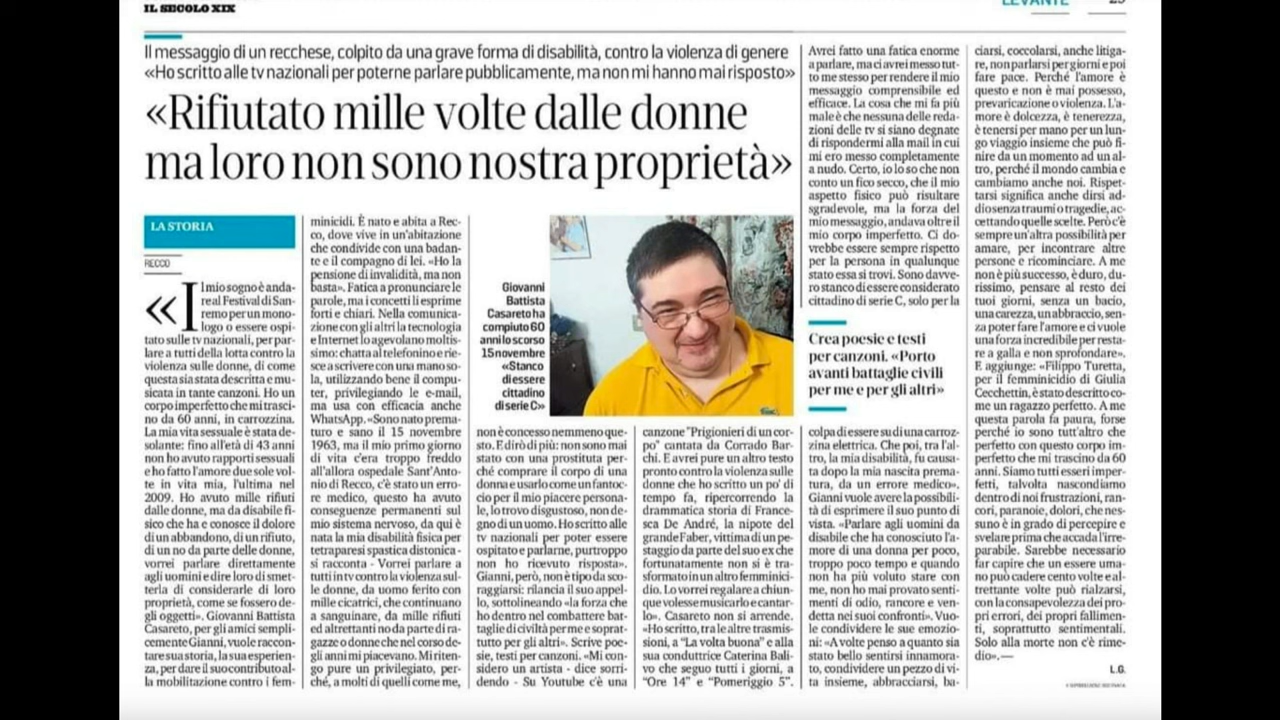 IL SECOLO XIX
LEVANTE
Il messaggio di un recchese, colpito da una grave forma di disabilità, contro la violenza di genere
«Ho scritto alle tv nazionali per poterne parlare pubblicamente, ma non mi hanno mai risposto»
«Rifiutato mille volte dalle donne
ma loro non sono nostra proprietà»
LA STORIA
RECCO
«Il mio sogno è anda-
re al Festival di San-
remo per un mono-
logo o essere ospi-
tato sulle tv nazionali, per par-
lare a tutti della lotta contro la
violenza sulle donne, di come
questa sia stata descritta e mu-
sicata in tante canzoni. Ho un
corpo imperfetto che mi trasci-
no da 60 anni, in carrozzina.
La mia vita sessuale è stata de-
solante: fino all'età di 43 anni
non ho avuto rapporti sessuali
e ho fatto l'amore due sole vol-
te in vita mia, l'ultima nel
2009. Ho avuto mille rifiuti
dalle donne, ma da disabile fi-
sico che ha e conosce il dolore
di un abbandono, di un rifiuto,
di un no da parte delle donne,
vorrei parlare direttamente
agli uomini e dire loro di smet-
terla di considerarle di loro
proprietà, come se fossero de-
gli oggetti». Giovanni Battista
Casareto, per gli amici sempli-
cemente Gianni, vuole raccon-
tare sua storia, la sua esperien-
za, per dare il suo contributo al-
la mobilitazione contro i fem-
minicidi. È nato e abita a Rec-
co, dove vive in un'abitazione
che condivide con una badan-
te e il compagno di lei. «Ho la
pensione di invalidità, ma non
basta». Fatica a pronunciare le
parole, ma i concetti li esprime
forti e chiari. Nella comunica-
zione con gli altri la tecnologia
e Internet lo agevolano moltis-
simo: chatta al telefonino e rie-
sce a scrivere con una mano so-
la, utilizzando bene il compu-
ter, privilegiando le e-mail,
ma usa con efficacia anche
WhatsApp. «Sono nato prema-
turo e sano il 15 novembre
1963, ma il mio primo giorno
di vita c'era troppo freddo
all'allora ospedale Sant'Anto-
nio di Recco, c'è stato un erro-
re medico, questo ha avuto
conseguenze permanenti sul
mio sistema nervoso, da qui è
nata la mia disabilità fisica per
tetraparesi spastica distonica -
si racconta - Vorrei parlare a
tutti in tv contro la violenza sul-
le donne, da uomo ferito con
mille cicatrici, che continuano
a sanguinare, da mille rifiuti
ed altrettanti no da parte di ra-
gazze o donne che nel corso de-
gli anni mi piacevano. Mi riten-
go pure un privilegiato, per-
ché, a molti di quelli come me,
Giovanni
Battista
Casareto ha
compiuto 60
anni lo scorso
15 novembre
«Stanco
di essere
cittadino
di serie C»
non è concesso nemmeno que-
sto. E dirò di più: non sono mai
stato con una prostituta per-
ché comprare il corpo di una
donna e usarlo come un fantoc-
cio per il mio piacere persona-
le, lo trovo disgustoso, non de-
gno di un uomo. Ho scritto alle
tv nazionali per poter essere
ospitato e parlarne, purtroppo
non ho ricevuto risposta».
Gianni, però, non è tipo da sco-
raggiarsi: rilancia il suo appel-
lo, sottolineando «la forza che
ho dentro nel combattere bat-
taglie di civiltà per me e soprat-
tutto per gli altri». Scrive poe-
sie, testi per canzoni. «Mi con-
sidero un artista - dice sorri-
dendo - Su Youtube c'è una
canzone "Prigionieri di un cor-
po" cantata da Corrado Bar-
chi. E avrei pure un altro testo
pronto contro la violenza sulle
donne che ho scritto un po' di
tempo fa, ripercorrendo la
drammatica storia di France-
sca De André, la nipote del
grande Faber, vittima di un pe-
staggio da parte del suo ex che
fortunatamente non si è tra-
sformato in un altro femminici-
dio. Lo vorrei regalare a chiun-
que volesse musicarlo e cantar-
lo». Casareto non si arrende.
«Ho scritto, tra le altre trasmis-
sioni, a "La volta buona" e alla
sua conduttrice Caterina Bali-
vo che seguo tutti i giorni, a
"Ore 14" e "Pomeriggio 5".
Avrei fatto una fatica enorme
a parlare, ma ci avrei messo tut-
to me stesso per rendere il mio
messaggio comprensibile ed
efficace. La cosa che mi fa più
male è che nessuna delle reda-
zioni delle tv si siano degnate
di rispondermi alla mail in cui
mi ero messo completamente
a nudo. Certo, io lo so che non
conto un fico secco, che il mio
aspetto fisico può risultare
sgradevole, ma la forza del
mio messaggio, andava oltre il
mio corpo imperfetto. Ci do-
vrebbe essere sempre rispetto
per la persona in qualunque
stato essa si trovi. Sono davve-
ro stanco di essere considerato
cittadino di serie C, solo per la
Crea poesie e testi
per canzoni. «Porto
avanti battaglie civili
per me e per gli altri»
colpa di essere su di una carroz-
zina elettrica. Che poi, tra l'al-
tro, la mia disabilità, fu causa-
ta dopo la mia nascita prema-
tura, da un errore medico».
Gianni vuole avere la possibili-
tà di esprimere il suo punto di
vista. «Parlare agli uomini da
disabile che ha conosciuto l'a-
more di una donna per poco,
troppo poco tempo e quando
non ha più voluto stare con
me, non ho mai provato senti-
menti di odio, rancore e ven-
detta nei suoi confronti». Vuo-
le condividere le sue emozio-
ni: «A volte penso a quanto sia
stato bello sentirsi innamora-
to, condividere un pezzo di vi-
ta insieme, abbracciarsi, ba-
ciarsi, coccolarsi, anche litiga-
re, non parlarsi per giorni e poi
fare pace. Perché l'amore è
questo e non è mai possesso,
prevaricazione o violenza. L'a-
more è dolcezza, è tenerezza,
è tenersi per mano per un lun-
go viaggio insieme che può fi-
nire da un momento ad un al-
tro, perché il mondo cambia e
cambiamo anche noi. Rispet-
tarsi significa anche dirsi ad-
dio senza traumi o tragedie, ac-
cettando quelle scelte. Però c'è
sempre un'altra possibilità per
amare, per incontrare altre
persone e ricominciare. A me
non è più successo, è duro, du-
rissimo, pensare al resto dei
tuoi giorni, senza un bacio,
una carezza, un abbraccio, sen-
za poter fare l'amore e ci vuole
una forza incredibile per resta-
re a galla e non sprofondare».
E aggiunge: «Filippo Turetta,
per il femminicidio di Giulia
Cecchettin, è stato descritto co-
me un ragazzo perfetto. A me
questa parola fa paura, forse
perché io sono tutt'altro che
perfetto con questo corpo im-
perfetto che mi trascino da 60
anni. Siamo tutti esseri imper-
fetti, talvolta nascondiamo
dentro di noi frustrazioni, ran-
cori, paranoie, dolori, che nes-
suno è in grado di percepire e
svelare prima che accada l'irre-
parabile. Sarebbe necessario
far capire che un essere uma-
no può cadere cento volte e al-
trettante volte può rialzarsi,
con la consapevolezza dei pro-
pri errori, dei propri fallimen-
ti, soprattutto sentimentali.
Solo alla morte non c'è rime-
dio». —
L.G.